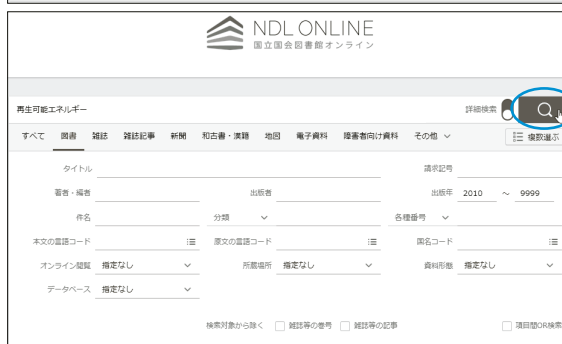 NDL ONLINE
国立国会図書館オンライン
再生可能エネルギー 詳細検索
すべて 図書 雑誌 雑誌記事 新聞 和古書・漢籍 地図 電子資料 障害者向け資料 その他 複数選ぶ
タイトル 請求記号
著者・編者 出版者 出版年 2010 ～ 9999
件名 分類 各種番号
本文の言語コード 原文の言語コード 国名コード
オンライン閲覧 指定なし 所蔵場所 指定なし 資料形態 指定なし
データベース 指定なし
検索対象から除く 雑誌等の巻号 雑誌等の記事 項目間OR検索